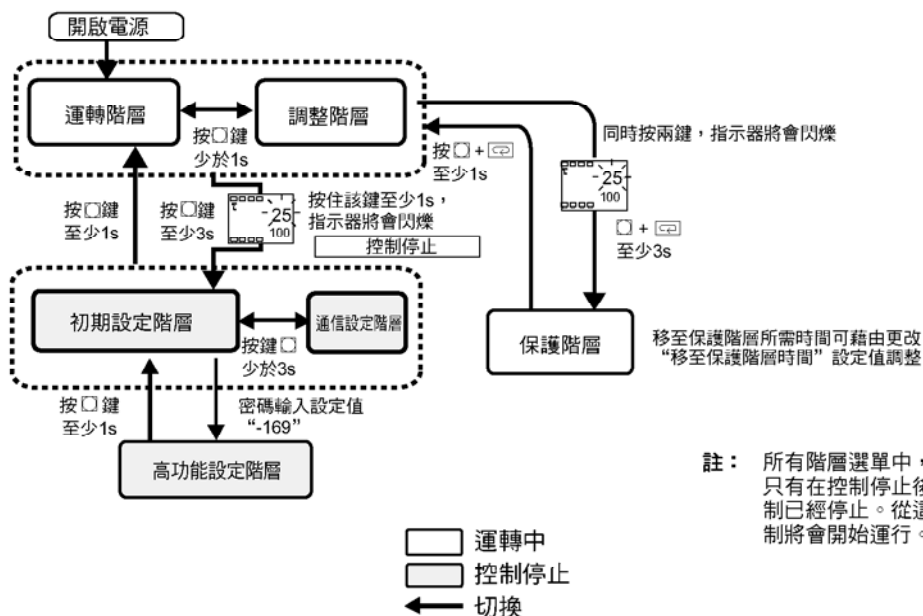 開啟電源
運轉階層
調整階層
按鍵
少於1s
按住該鍵至少1s,
指示器將會閃爍
控制停止
按 鍵
至少1s
按 鍵
至少3s
25
100
按 +
至少1s
同時按兩鍵,指示器將會閃爍
25
100
+
至少3s
初期設定階層
通信設定階層
按鍵
少於3s
保護階層
移至保護階層所需時間可藉由更改
“移至保護階層時間”設定值調整
按 鍵
至少1s
密碼輸入設定值
“-169”
高功能設定階層
註: 所有階層選單中,
只有在控制停止後
制已經停止。從這
制將會開始運行。
運轉中
控制停止
切換